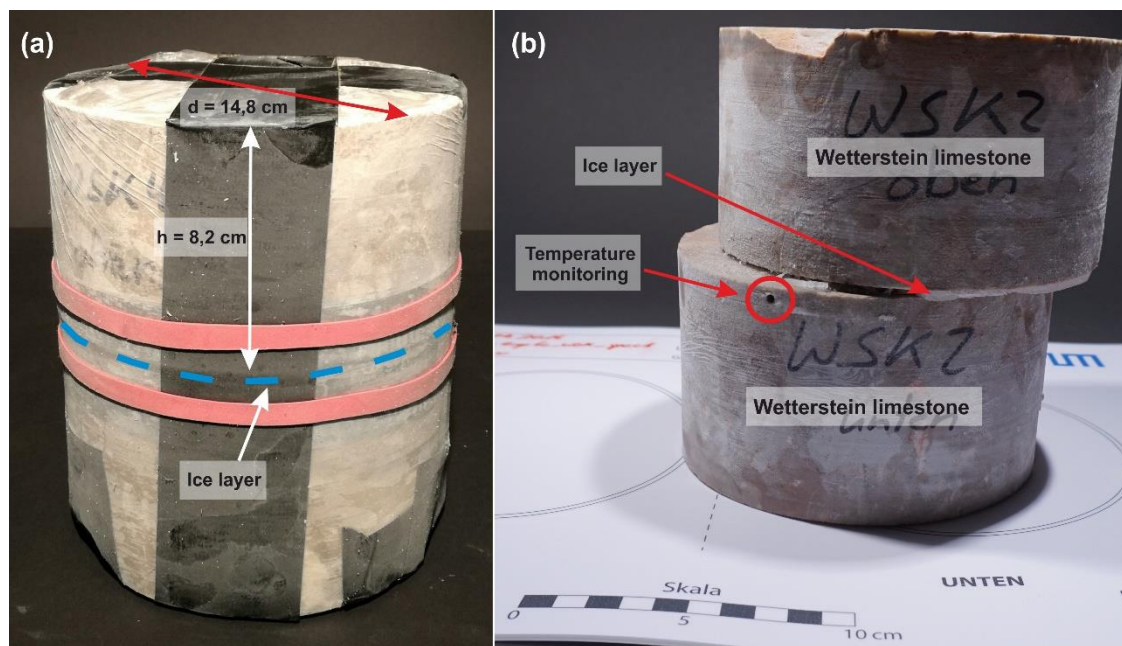 (a)
d = 14,8 cm
h = 8,2 cm
Ice layer
(b)
WSK2
Wetterstein limestone
oben
Ice layer
Temperature
monitoring
WSK2
Wetterstein limestone
unten
Skala
0 5 10 cm
UNTEN